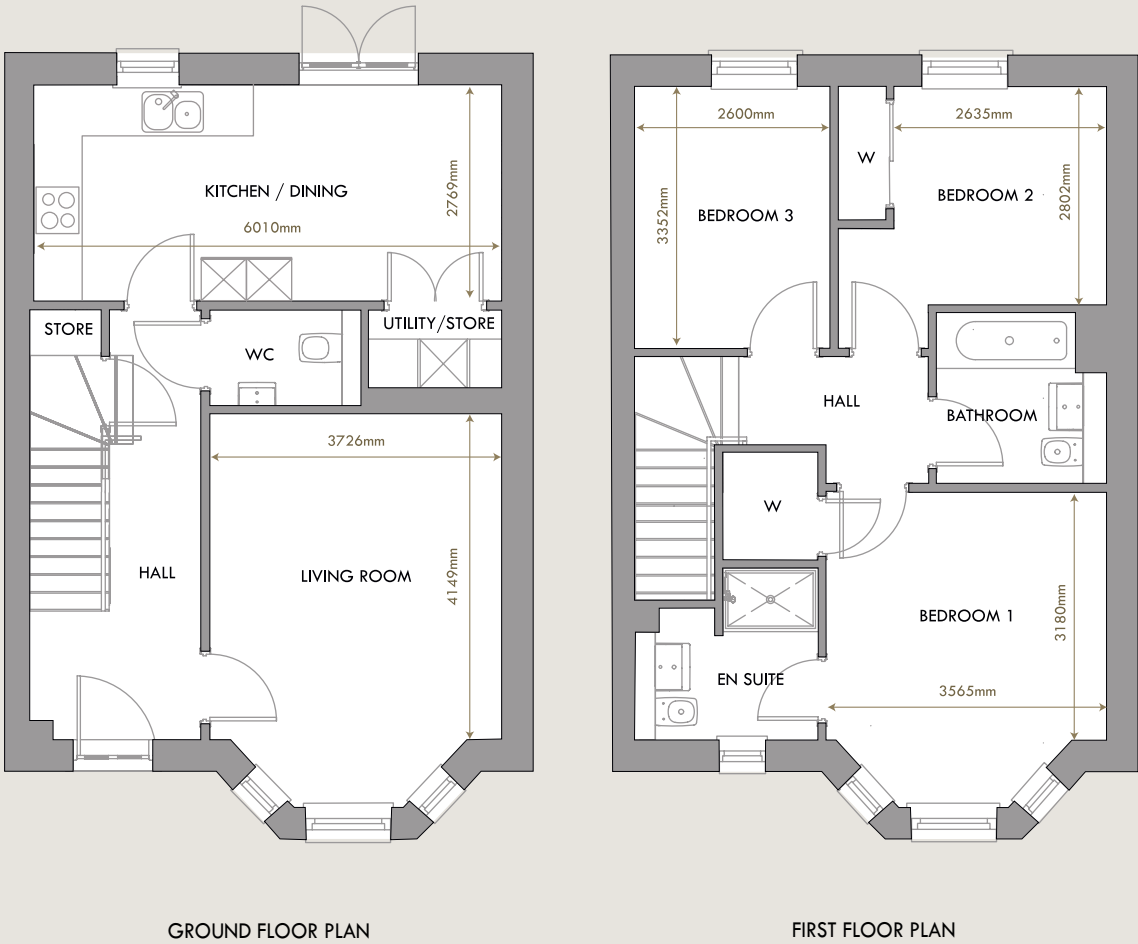 KITCHEN / DINING
6010mm
2769mm
STORE
WC
UTILITY/STORE
3726mm
4149mm
HALL
LIVING ROOM
GROUND FLOOR PLAN
2600mm
3352mm
BEDROOM 3
W
2635mm
BEDROOM 2
2802mm
HALL
BATHROOM
W
BEDROOM 1
3180mm
EN SUITE
3565mm
FIRST FLOOR PLAN